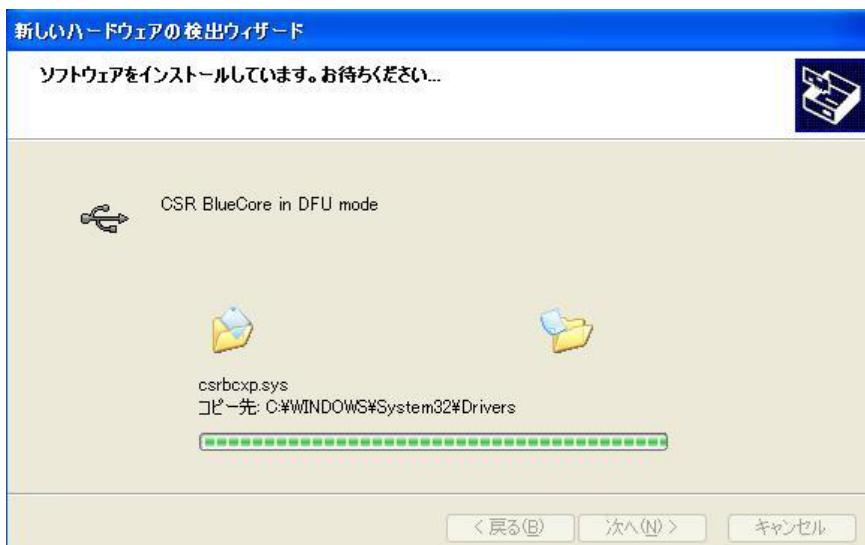 新しいハードウェアの検出ウィザード
ソフトウェアをインストールしています。お待ちください...
CSR BlueCore in DFU mode
csrbcxp.sys
コピー先: C:¥WINDOWS¥System32¥Drivers
< 戻る(B)
次へ(N) >
キャンセル